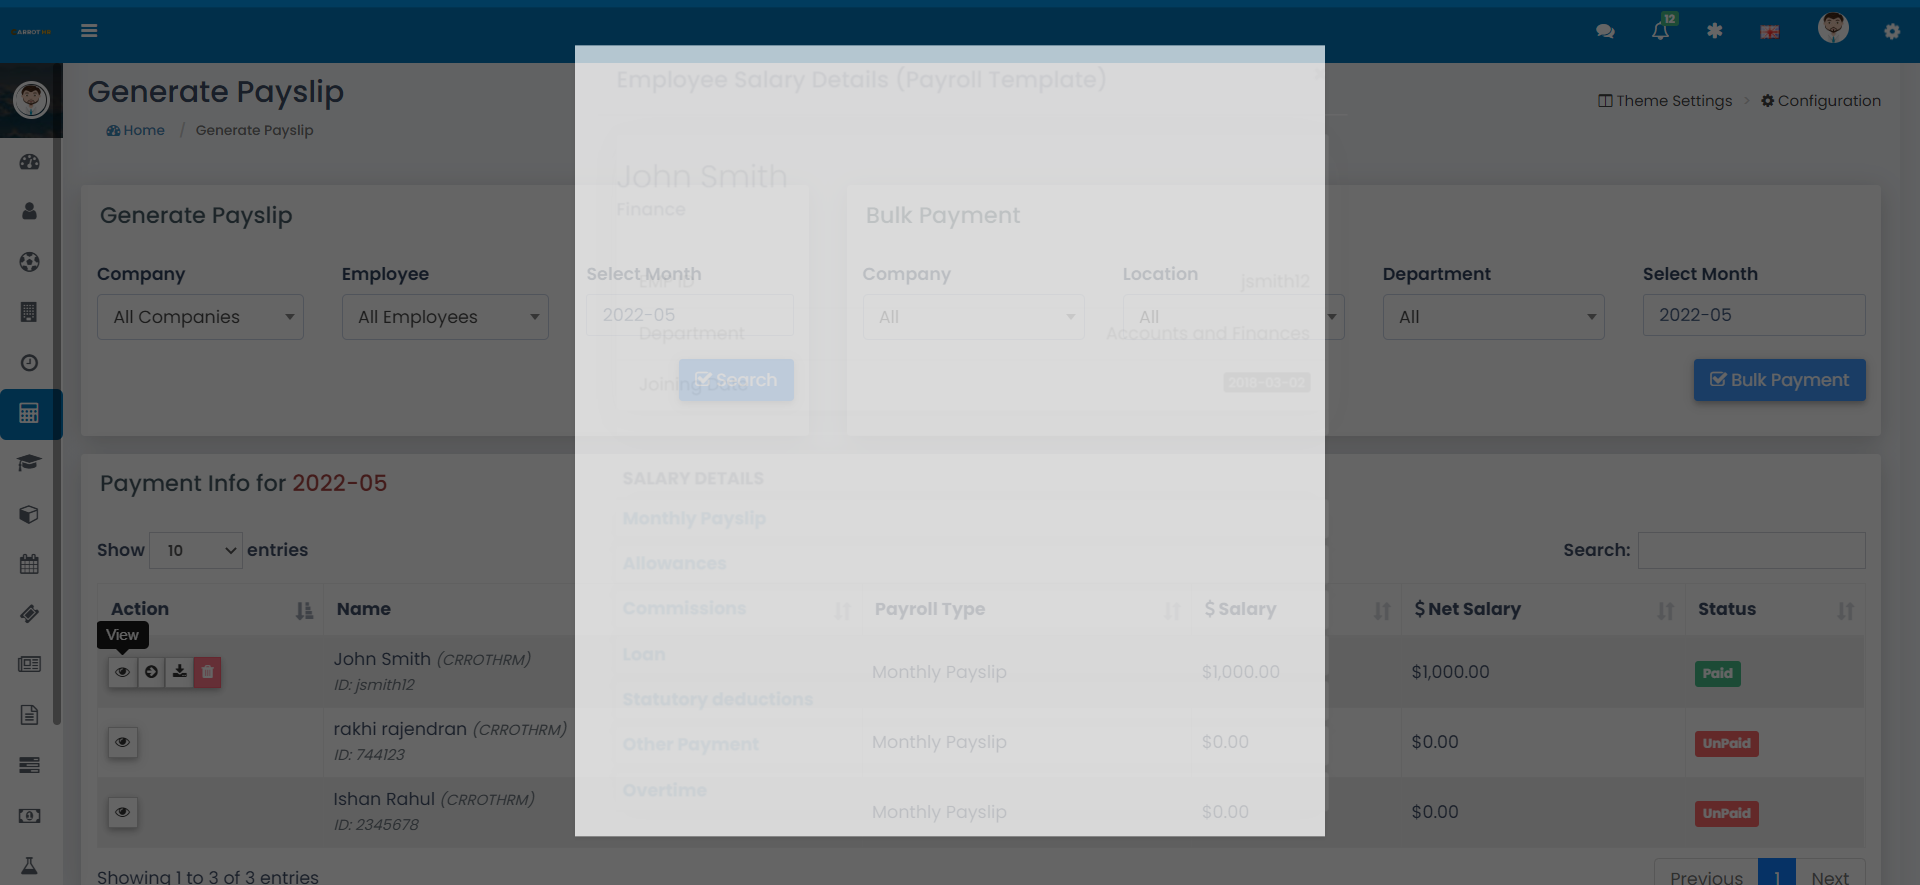 ARROT HR
12
Generate Payslip
Home / Generate Payslip
Theme Settings > Configuration
Employee Salary Details (Payroll Template)
John Smith
Finance
EMP ID
jsmith12
Department
Accounts and Finances
Joining Date
2018-03-02
SALARY DETAILS
Monthly Payslip
Allowances
Commissions
Loan
Statutory deductions
Other Payment
Overtime
Generate Payslip
Company
Employee
Select Month
All Companies
All Employees
2022-05
Search
Bulk Payment
Company
Location
Department
Select Month
All
All
All
2022-05
Bulk Payment
Payment Info for 2022-05
Show 10 entries
Search:
Action Name Payroll Type $ Salary $ Net Salary Status
View
John Smith (CRROTHRM)
ID: jsmith12
Monthly Payslip $1,000.00 $1,000.00 Paid
rakhi rajendran (CRROTHRM)
ID: 744123
Monthly Payslip $0.00 $0.00 UnPaid
Ishan Rahul (CRROTHRM)
ID: 2345678
Monthly Payslip $0.00 $0.00 UnPaid
Showing 1 to 3 of 3 entries
Previous 1 Next